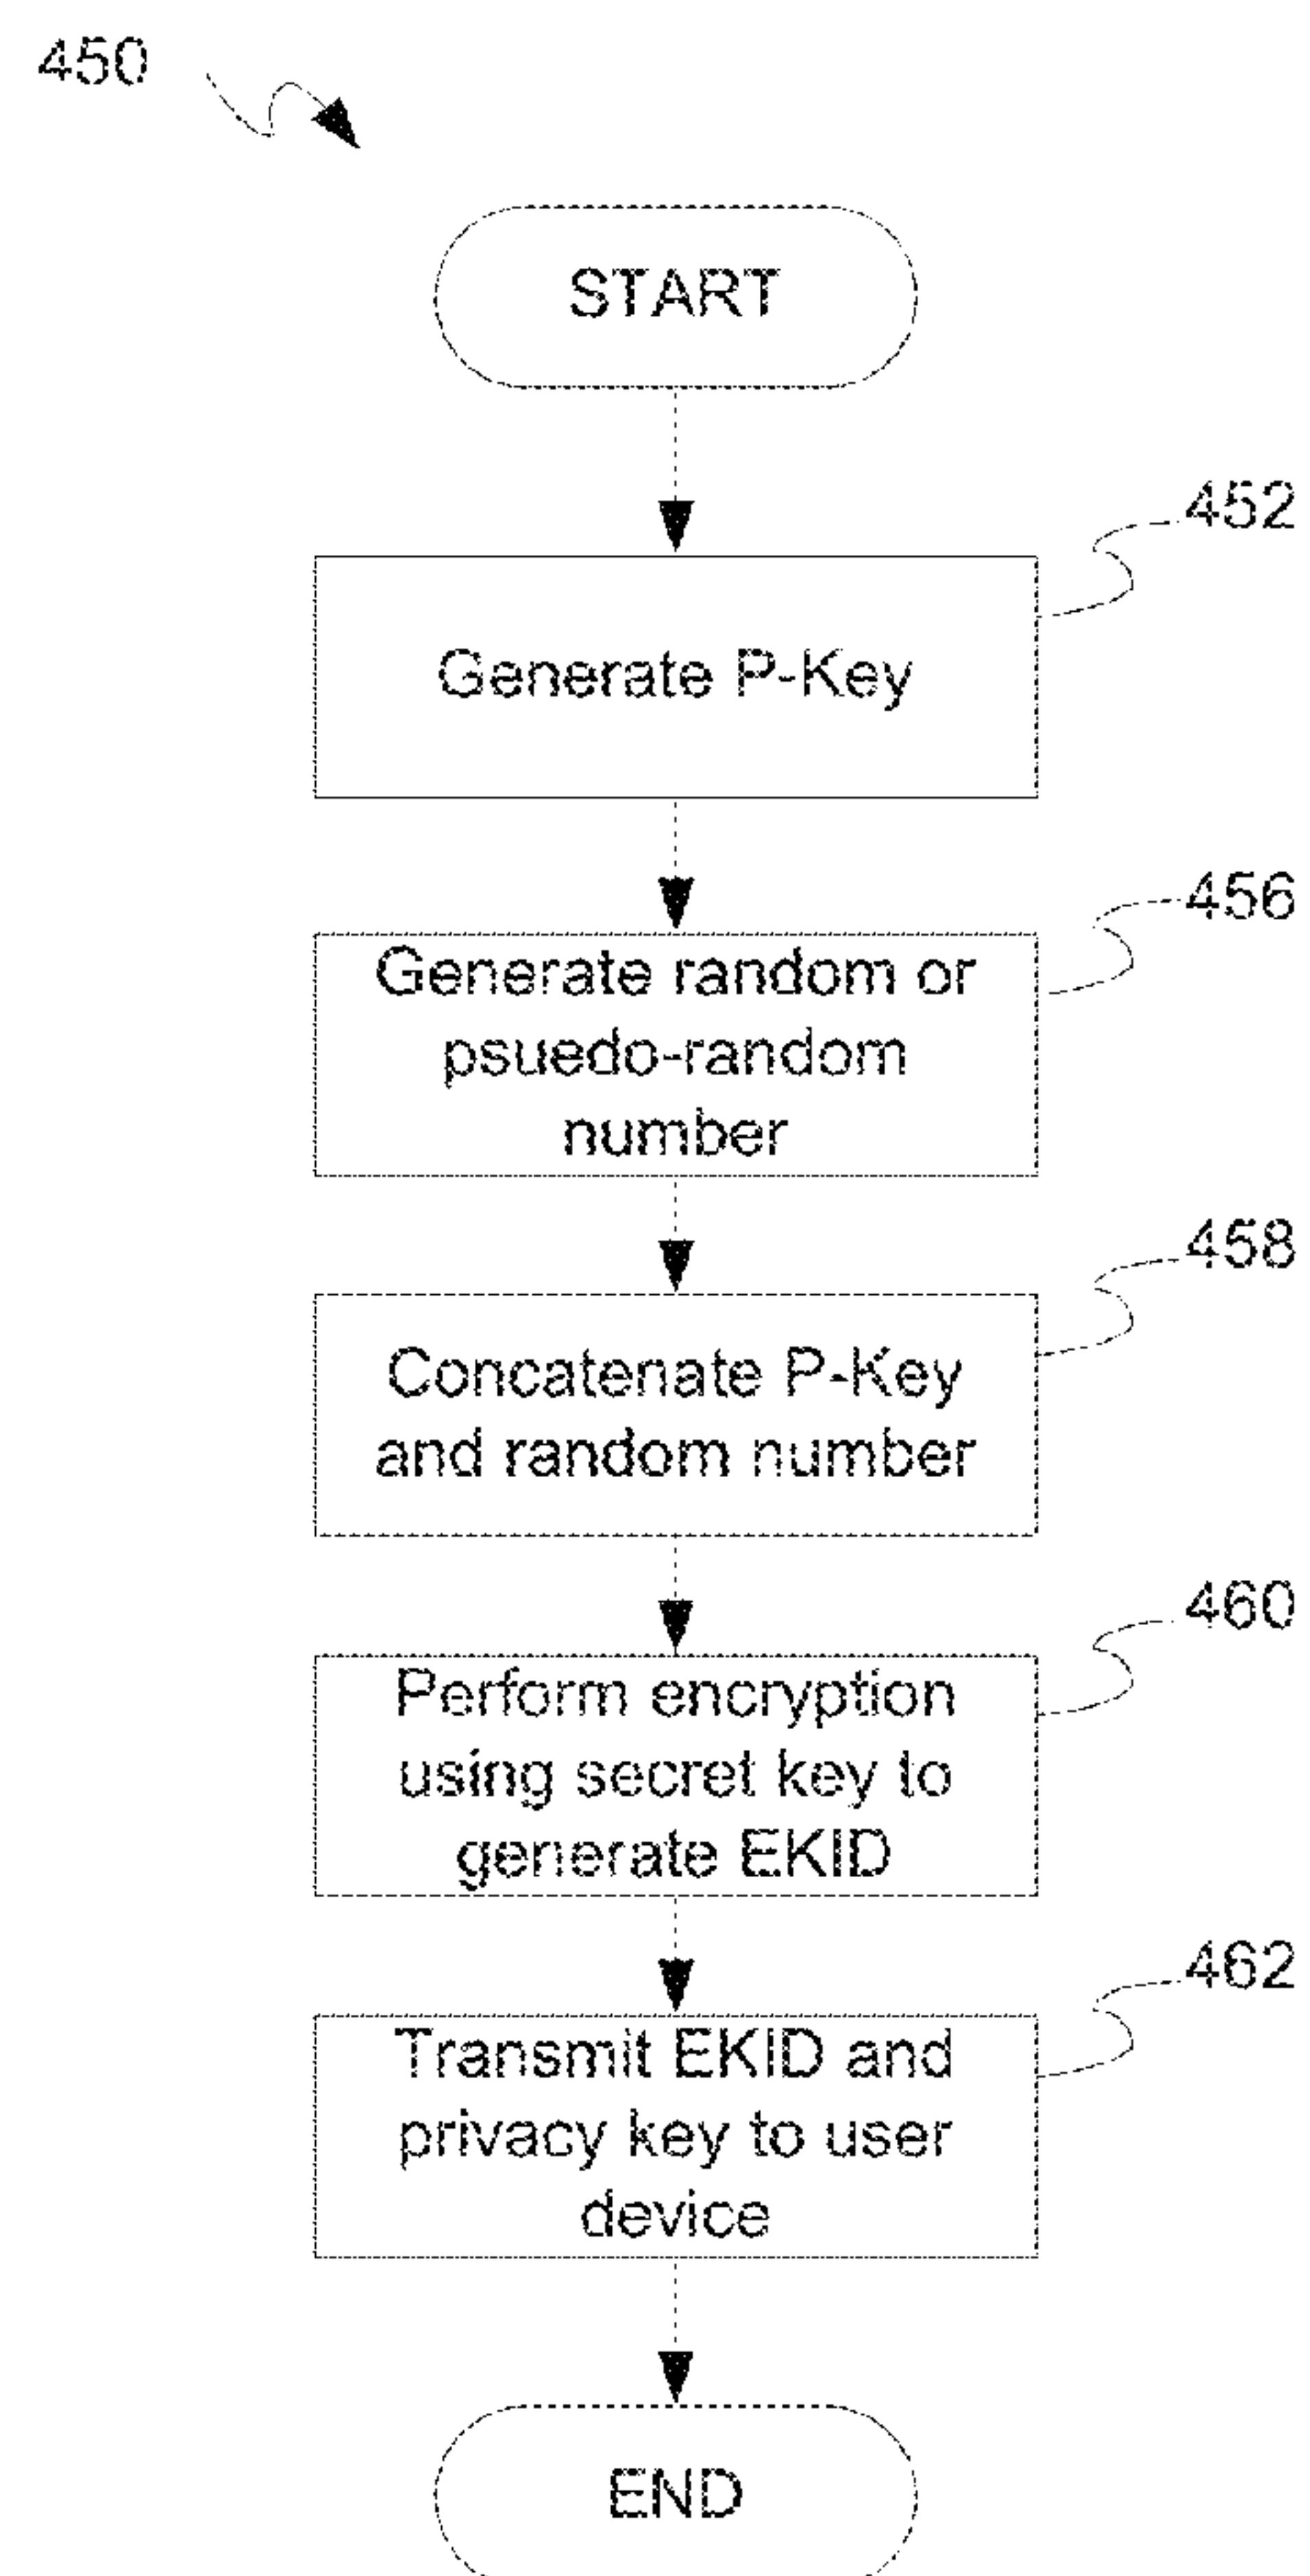 450
START
452
Generate P-Key
456
Generate random or
psuedo-random
number
458
Concatenate P-Key
and random number
460
Perform encryption
using secret key to
generate EKID
462
Transmit EKID and
privacy key to user
device
END